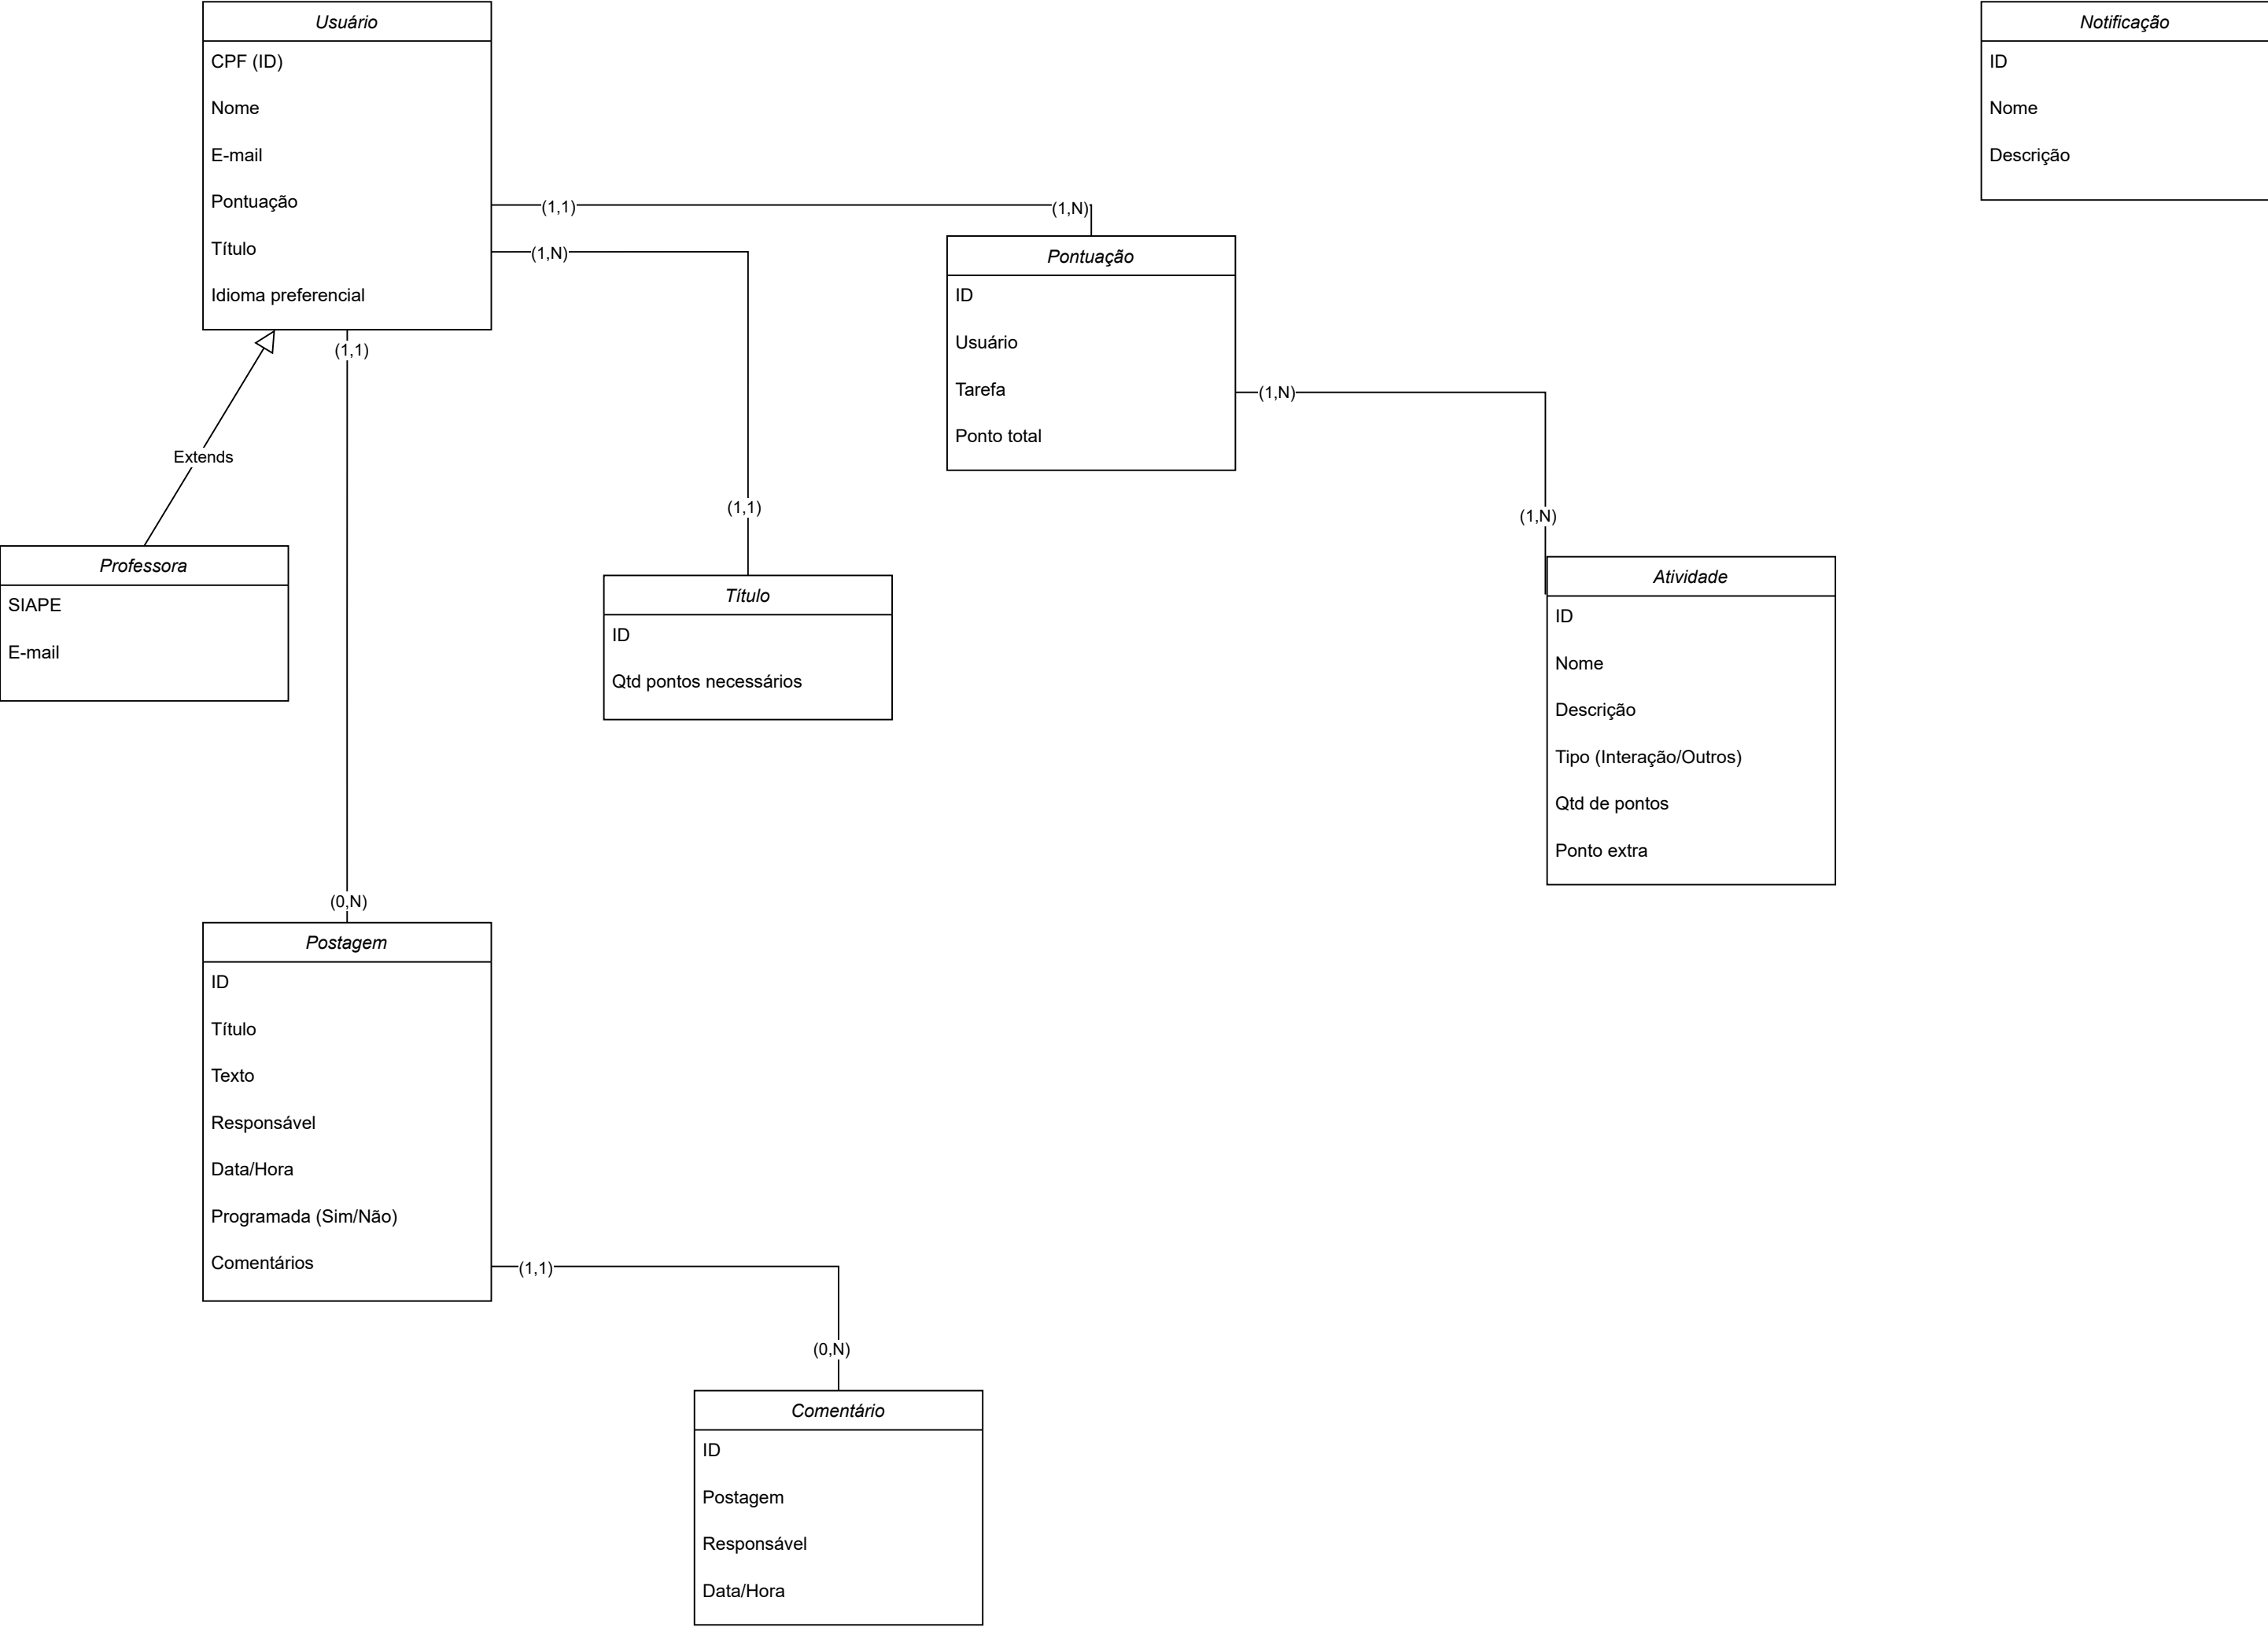 Usuário
CPF (ID)
Nome
E-mail
Pontuação
Título
Idioma preferencial
Notificação
ID
Nome
Descrição
(1,1)
(1,N)
(1,N)
(1,1)
Pontuação
ID
Usuário
Tarefa
Ponto total
(1,1)
Extends
(1,N)
(1,N)
Professora
SIAPE
E-mail
Título
ID
Qtd pontos necessários
Atividade
ID
Nome
Descrição
Tipo (Interação/Outros)
Qtd de pontos
Ponto extra
(0,N)
Postagem
ID
Título
Texto
Responsável
Data/Hora
Programada (Sim/Não)
Comentários
(1,1)
(0,N)
Comentário
ID
Postagem
Responsável
Data/Hora